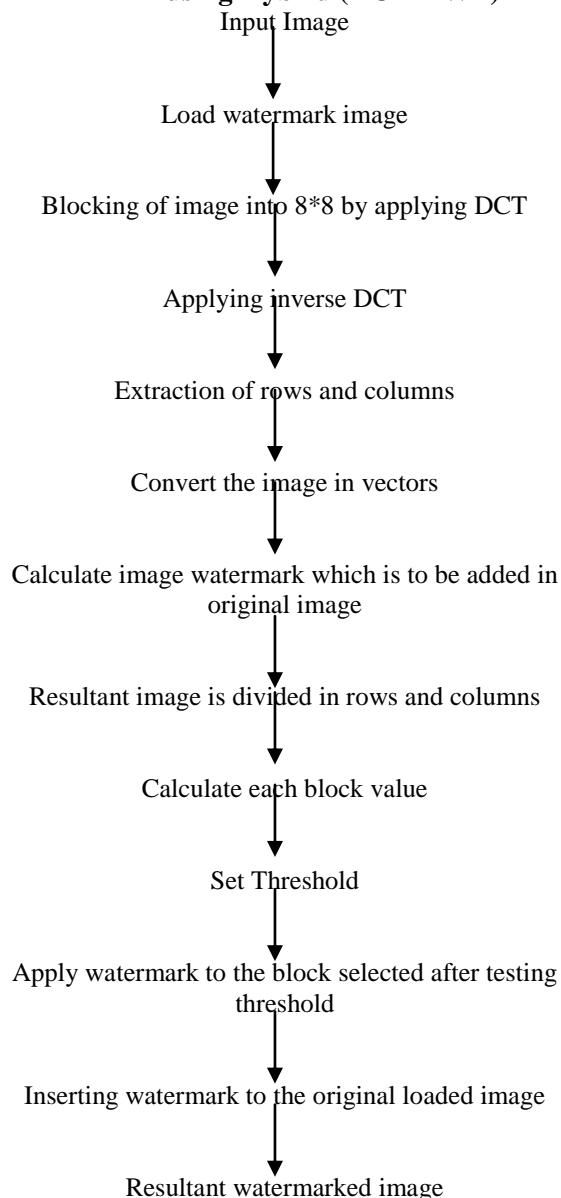 Input Image
Load watermark image
Blocking of image into 8*8 by applying DCT
Applying inverse DCT
Extraction of rows and columns
Convert the image in vectors
Calculate image watermark which is to be added in
original image
Resultant image is divided in rows and columns
Calculate each block value
Set Threshold
Apply watermark to the block selected after testing
threshold
Inserting watermark to the original loaded image
Resultant watermarked image